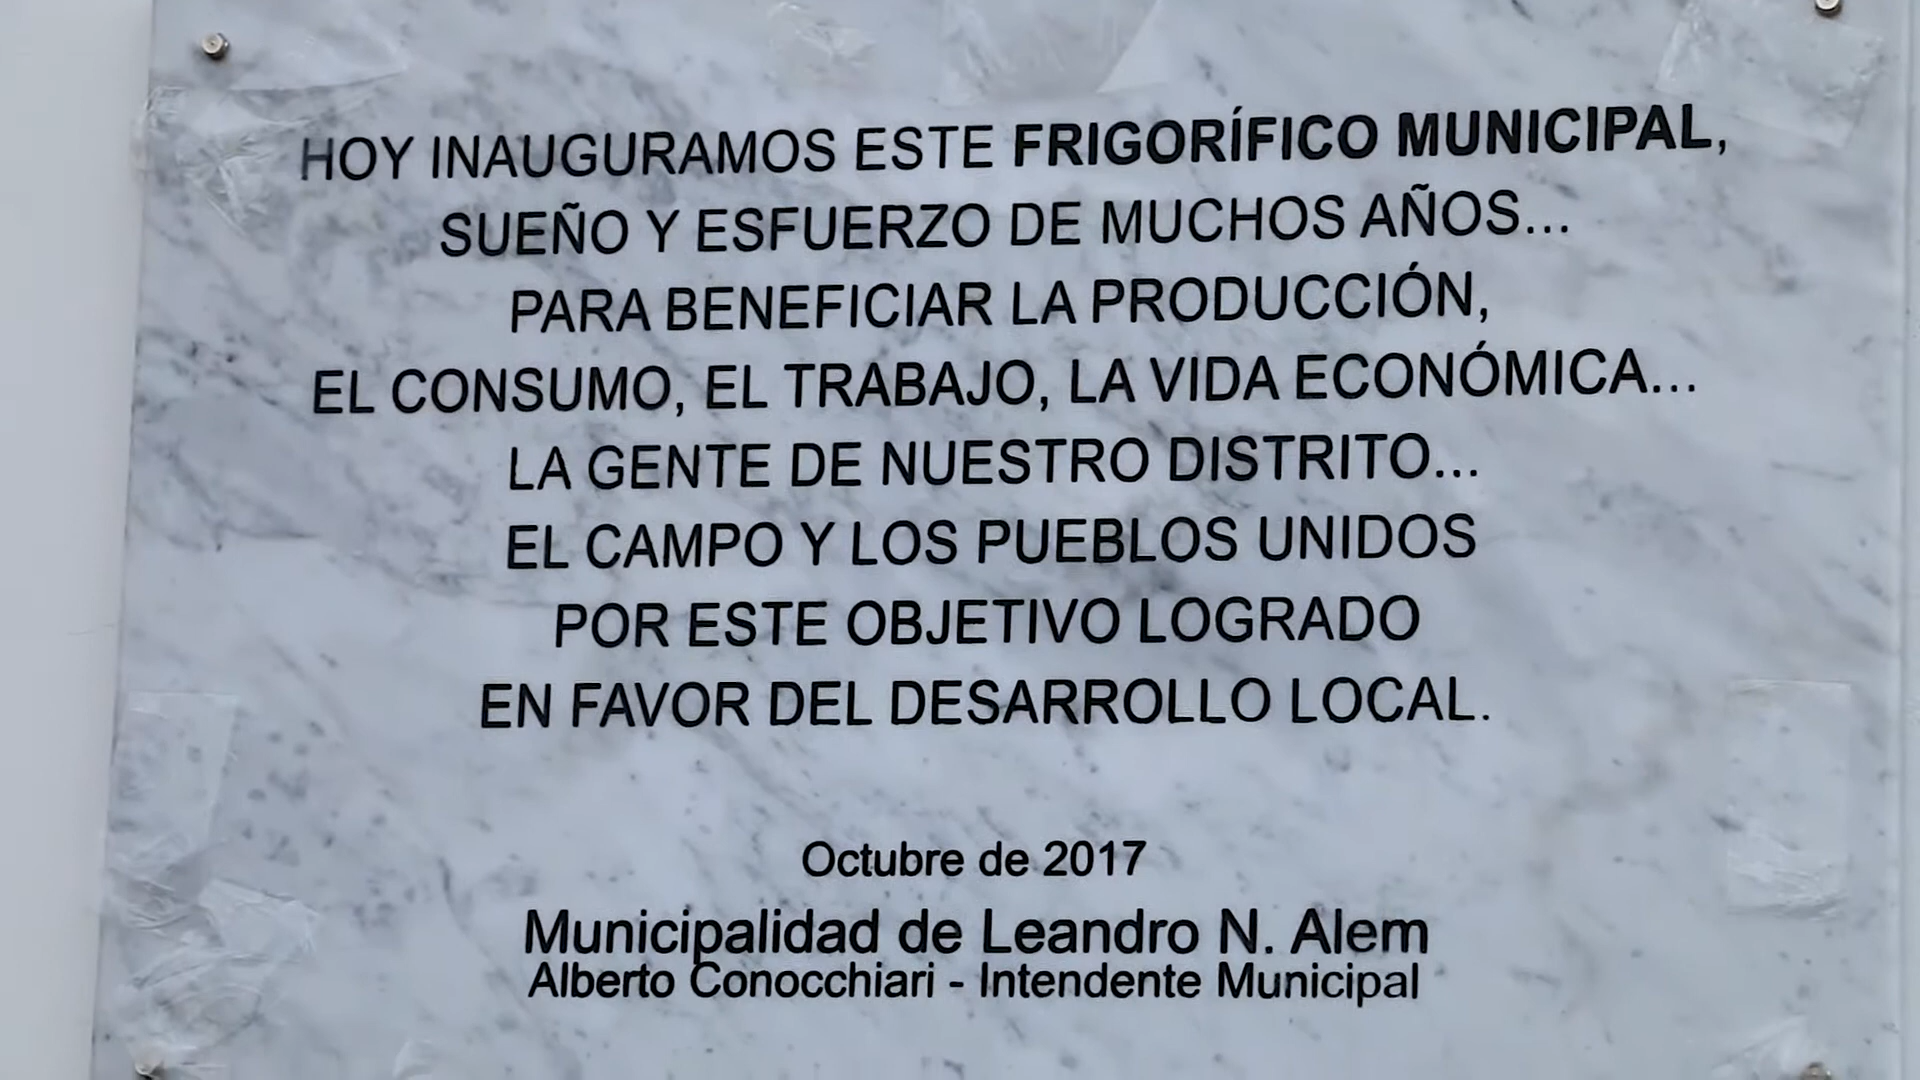 HOY INAUGURAMOS ESTE FRIGORÍFICO MUNICIPAL,
SUEÑO Y ESFUERZO DE MUCHOS AÑOS...
PARA BENEFICIAR LA PRODUCCIÓN,
EL CONSUMO, EL TRABAJO, LA VIDA ECONÓMICA...
LA GENTE DE NUESTRO DISTRITO...
EL CAMPO Y LOS PUEBLOS UNIDOS
POR ESTE OBJETIVO LOGRADO
EN FAVOR DEL DESARROLLO LOCAL.
Octubre de 2017
Municipalidad de Leandro N. Alem
Alberto Conocchiari - Intendente Municipal